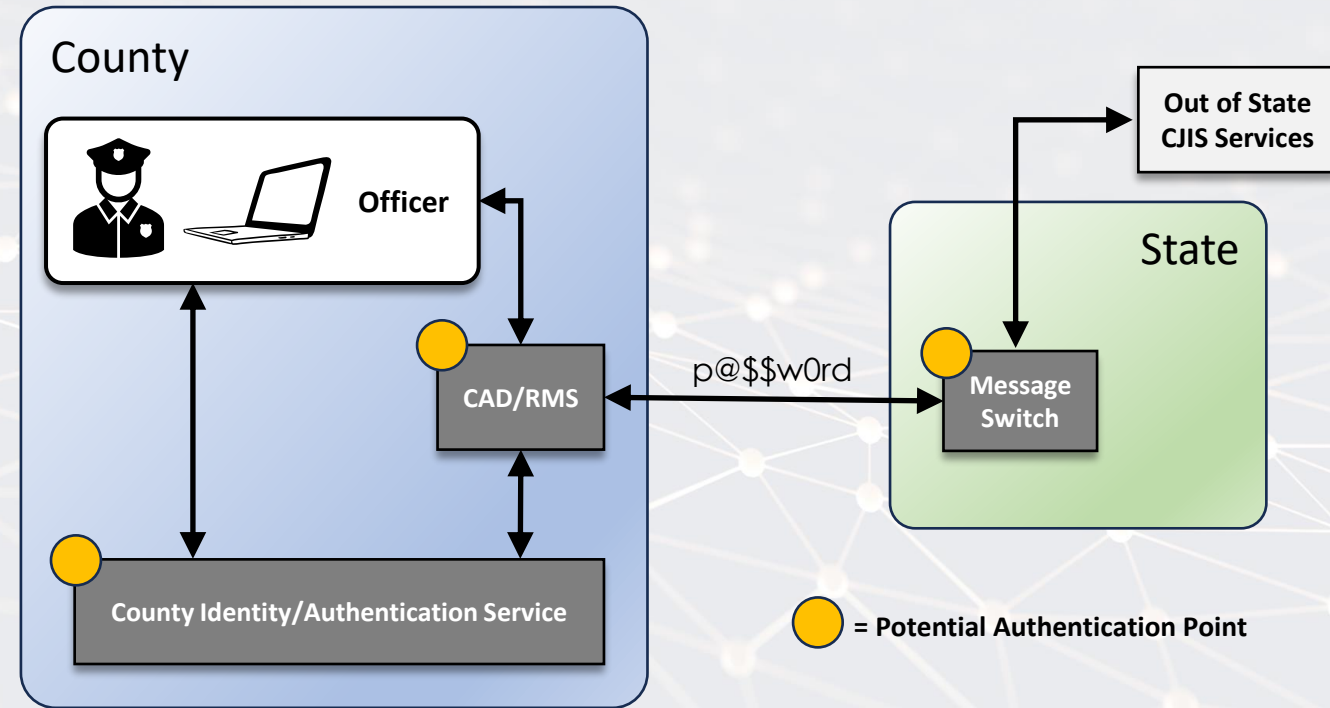 County
Officer
CAD/RMS
County Identity/Authentication Service
p@$$w0rd
Out of State
CJIS Services
State
Message
Switch
= Potential Authentication Point